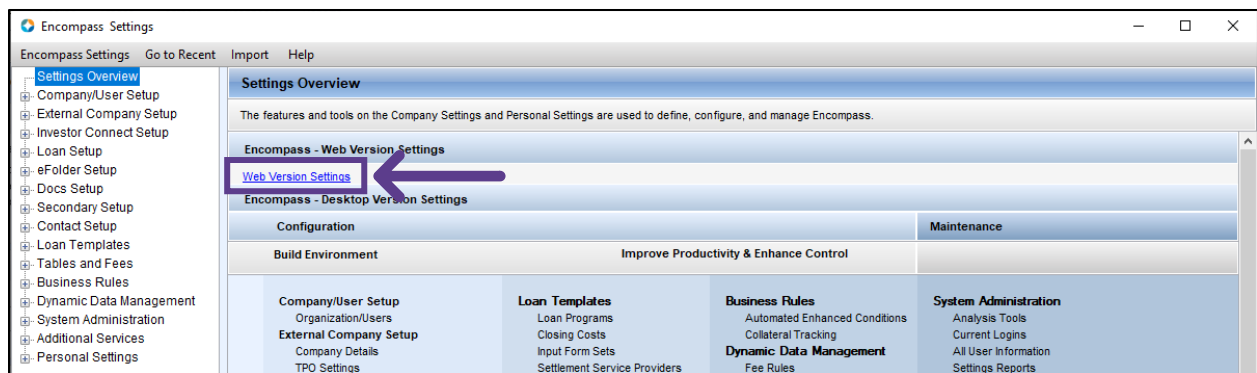 Encompass Settings
Encompass Settings Go to Recent Import Help
Settings Overview
Company/User Setup
External Company Setup
Investor Connect Setup
Loan Setup
eFolder Setup
Docs Setup
Secondary Setup
Contact Setup
Loan Templates
Tables and Fees
Business Rules
Dynamic Data Management
System Administration
Additional Services
Personal Settings
Settings Overview
The features and tools on the Company Settings and Personal Settings are used to define, configure, and manage Encompass.
Encompass - Web Version Settings
Web Version Settings
Encompass - Desktop Version Settings
Configuration Maintenance
Build Environment Improve Productivity & Enhance Control
Company/User Setup
Organization/Users
External Company Setup
Company Details
TPO Settings
Loan Templates
Loan Programs
Closing Costs
Input Form Sets
Settlement Service Providers
Business Rules
Automated Enhanced Conditions
Collateral Tracking
Dynamic Data Management
Fee Rules
System Administration
Analysis Tools
Current Logins
All User Information
Settings Reports